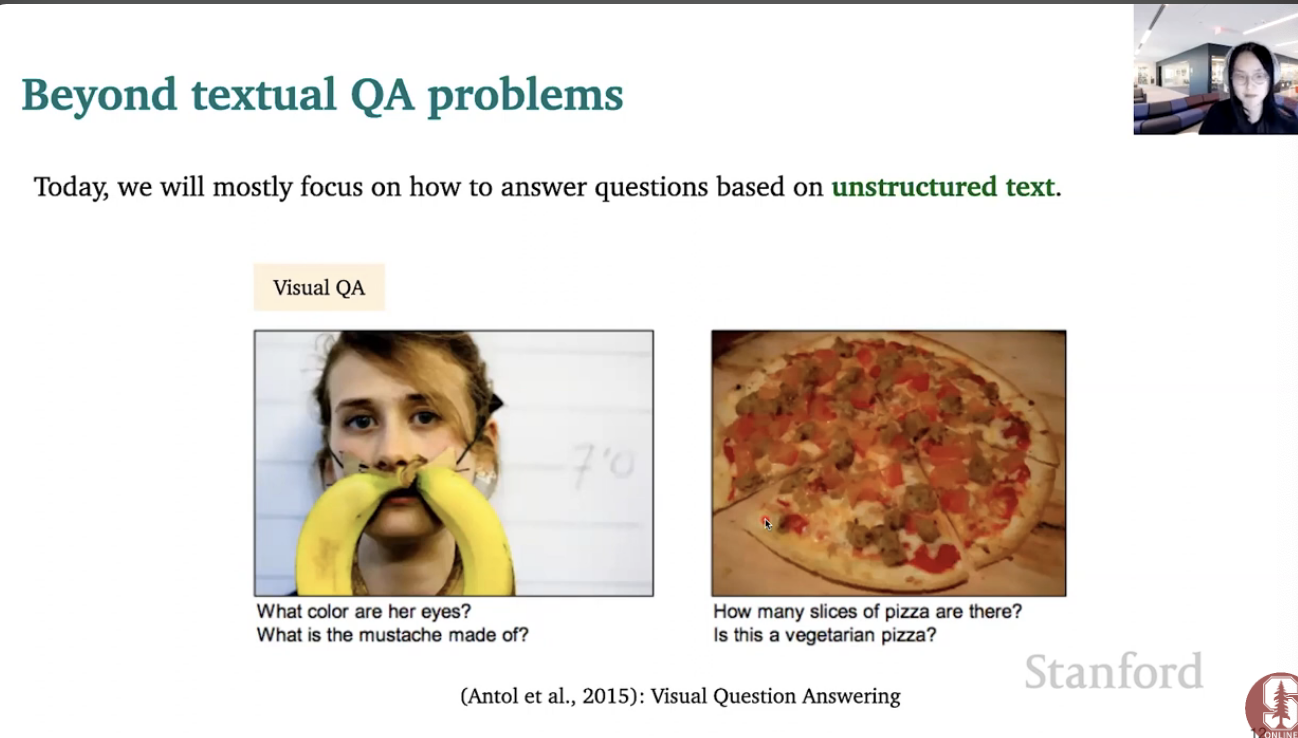 Beyond textual QA problems
Today, we will mostly focus on how to answer questions based on unstructured text.
Visual QA
7'0
What color are her eyes?
What is the mustache made of?
How many slices of pizza are there?
Is this a vegetarian pizza?
Stanford
(Antol et al., 2015): Visual Question Answering
S
12
ONLINE